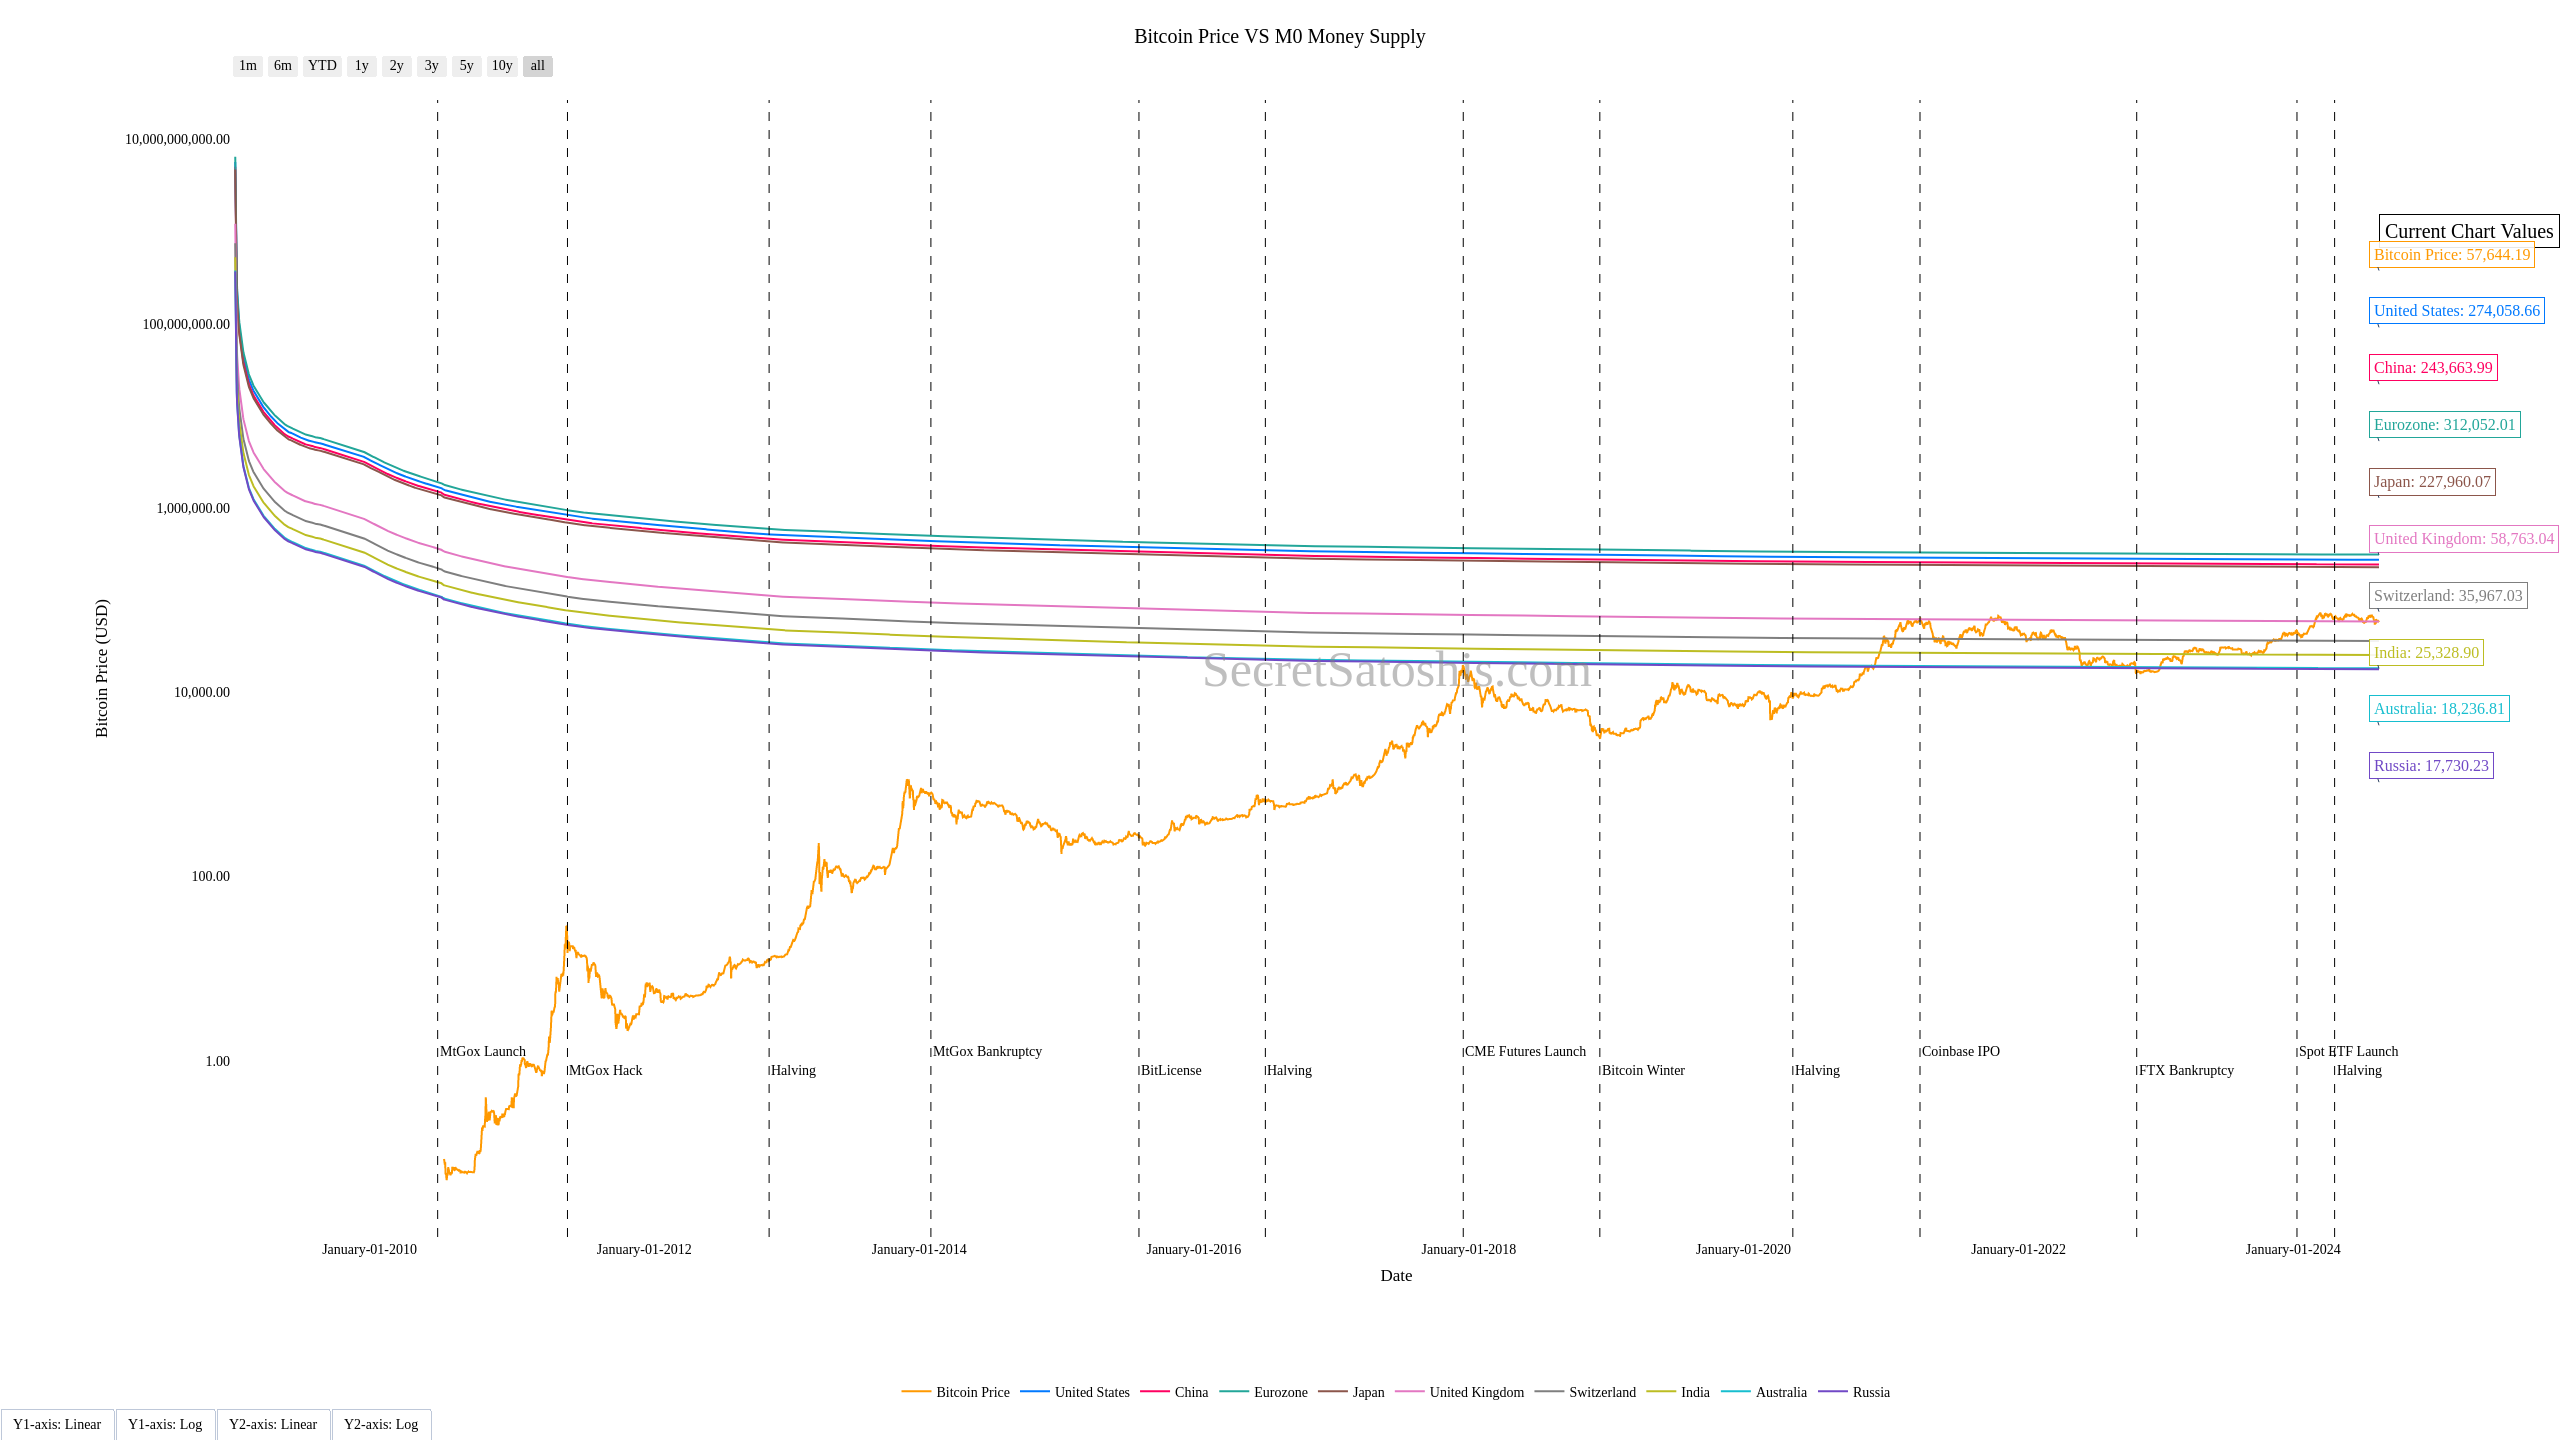 Bitcoin Price VS M0 Money Supply
1m 6m YTD 1y 2y 3y 5y 10y all
10,000,000,000.00
100,000,000.00
1,000,000.00
10,000.00
100.00
1.00
Bitcoin Price (USD)
Current Chart Values
Bitcoin Price: 57,644.19
United States: 274,058.66
China: 243,663.99
Eurozone: 312,052.01
Japan: 227,960.07
United Kingdom: 58,763.04
Switzerland: 35,967.03
India: 25,328.90
Australia: 18,236.81
Russia: 17,730.23
SecretSatoshis.com
MtGox Launch
MtGox Hack
Halving
MtGox Bankruptcy
BitLicense
Halving
CME Futures Launch
Bitcoin Winter
Halving
Coinbase IPO
FTX Bankruptcy
Spot ETF Launch
Halving
January-01-2010 January-01-2012 January-01-2014 January-01-2016 January-01-2018 January-01-2020 January-01-2022 January-01-2024
Date
Bitcoin Price United States China Eurozone Japan United Kingdom Switzerland India Australia Russia
Y1-axis: Linear Y1-axis: Log Y2-axis: Linear Y2-axis: Log